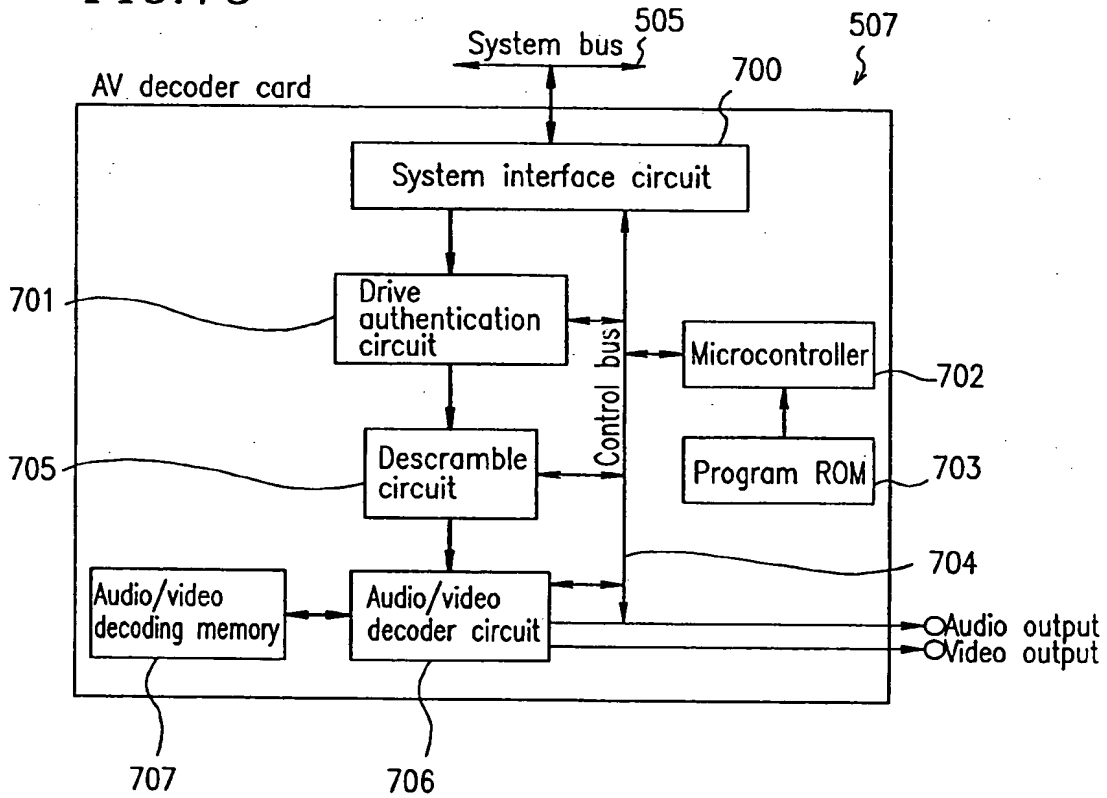 System bus
505
507
AV decoder card
700
System interface circuit
701
Drive
authentication
circuit
Control bus
Microcontroller
702
705
Descramble
circuit
Program ROM
703
704
Audio/video
decoding memory
Audio/video
decoder circuit
Audio output
Video output
707
706